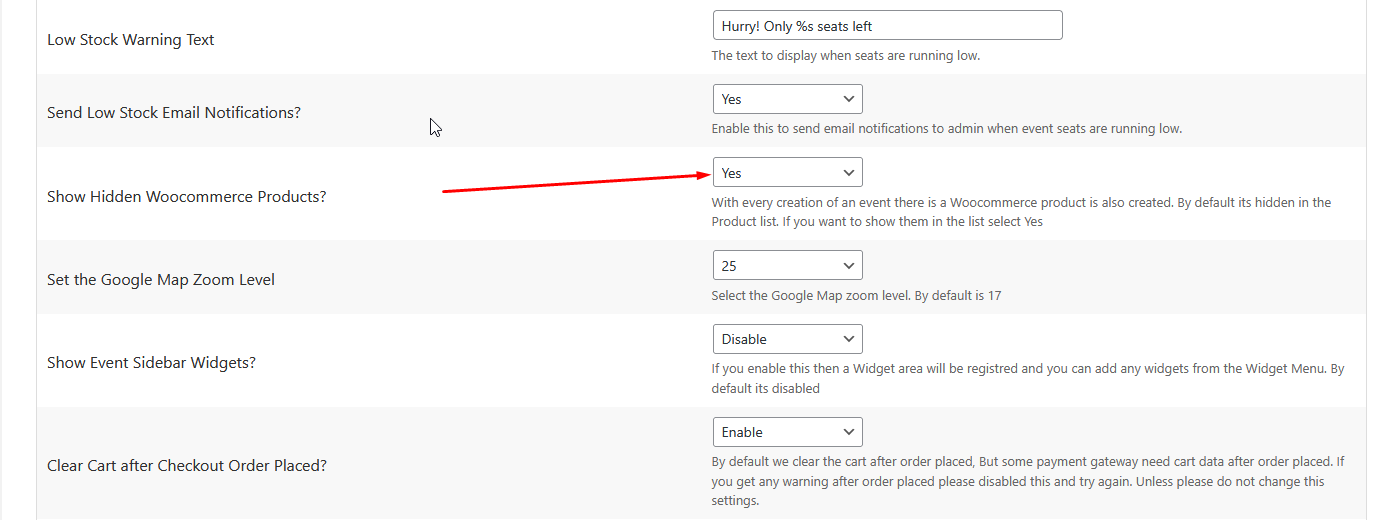 Low Stock Warning Text
Hurry! Only %s seats left
The text to display when seats are running low.
Send Low Stock Email Notifications?
Yes
Enable this to send email notifications to admin when event seats are running low.
Show Hidden Woocommerce Products?
Yes
With every creation of an event there is a Woocommerce product is also created. By default its hidden in the
Product list. If you want to show them in the list select Yes
Set the Google Map Zoom Level
25
Select the Google Map zoom level. By default is 17
Show Event Sidebar Widgets?
Disable
If you enable this then a Widget area will be registred and you can add any widgets from the Widget Menu. By
default its disabled
Clear Cart after Checkout Order Placed?
Enable
By default we clear the cart after order placed, But some payment gateway need cart data after order placed. If
you get any warning after order placed please disabled this and try again. Unless please do not change this
settings.